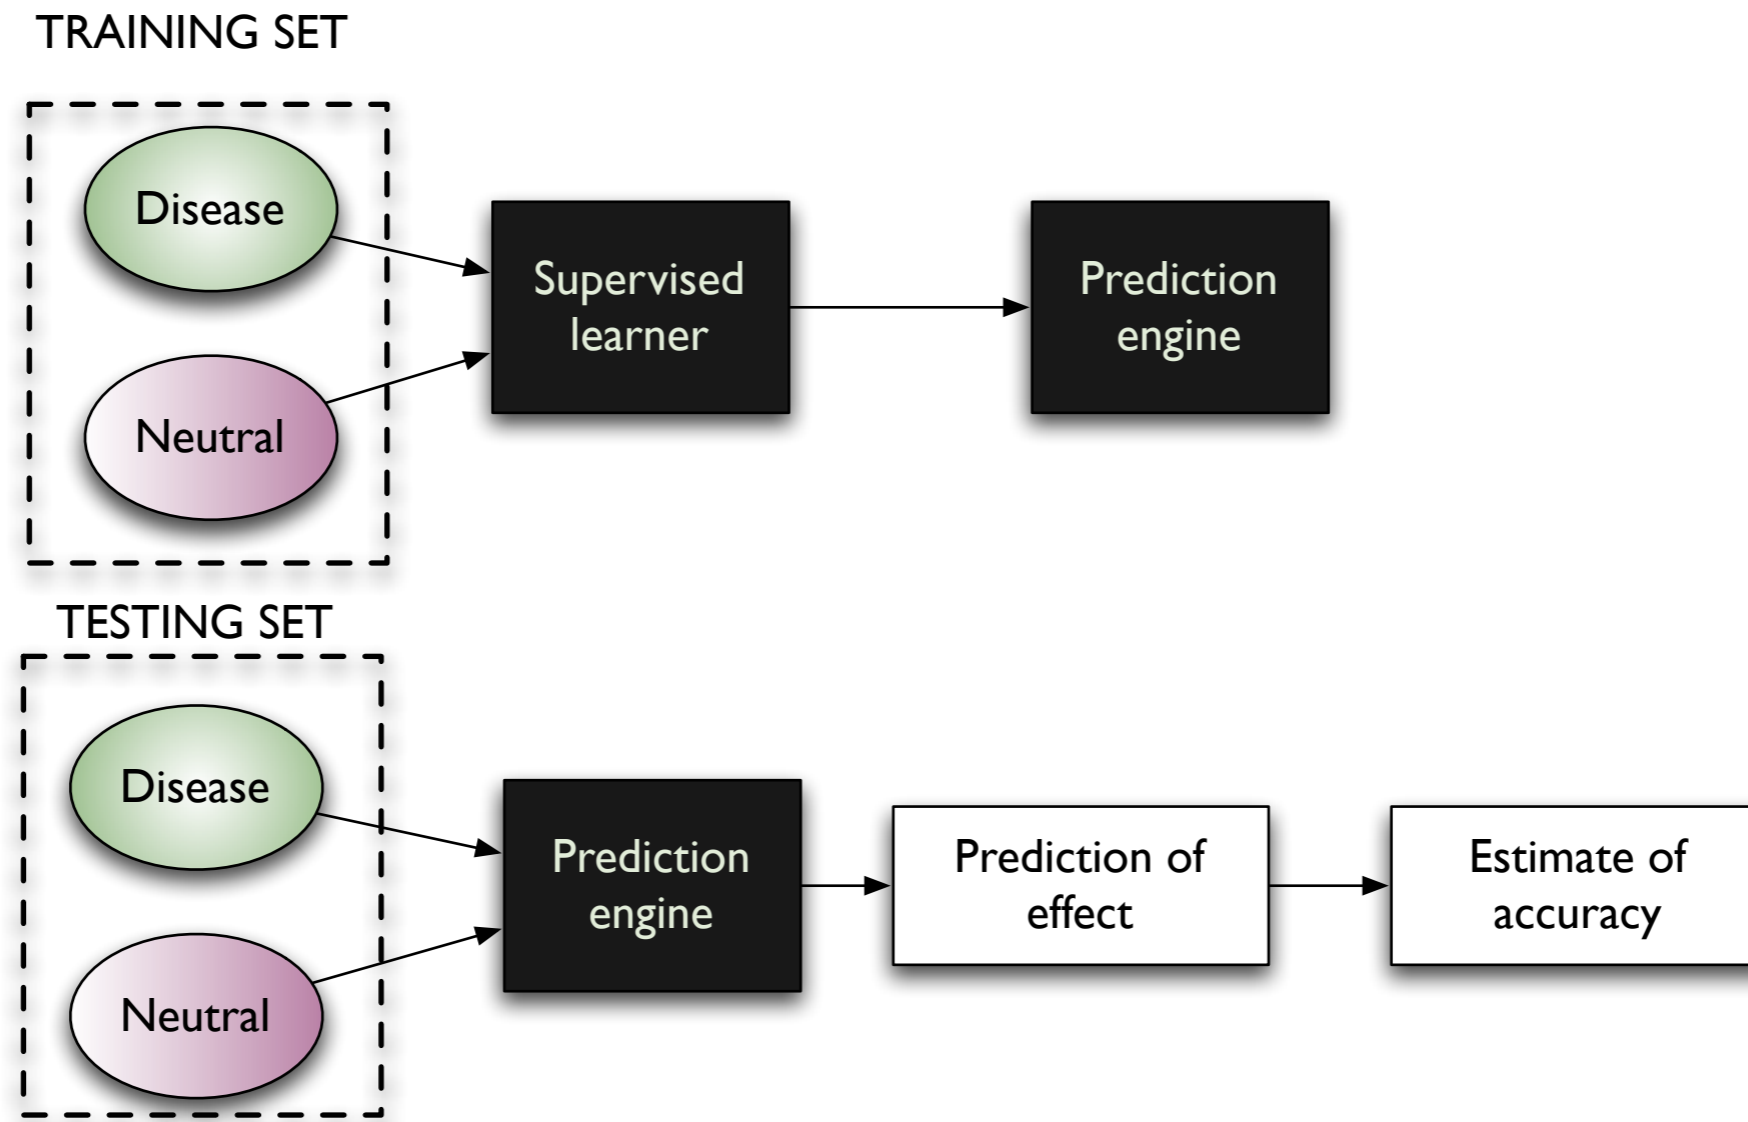 TRAINING SET
Disease
Neutral
Supervised
learner
Prediction
engine
TESTING SET
Disease
Neutral
Prediction
engine
Prediction of
effect
Estimate of
accuracy